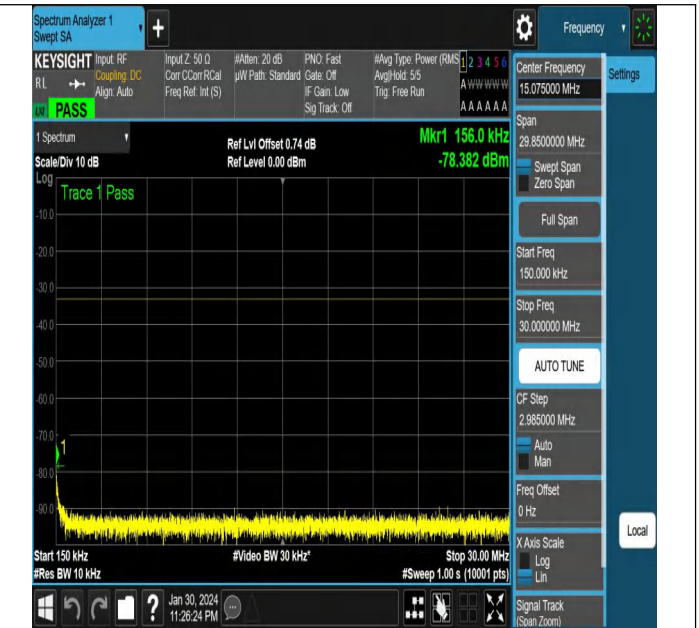 Spectrum Analyzer 1
Swept SA
+
Frequency
KEYSIGHT
RL
PASS
Input: RF
Coupling: DC
Align: Auto
Input Z: 50 Ω
Corr CCorr RCal
Freq Ref: Int (S)
#Atten: 20 dB
µW Path: Standard
PNO: Fast
Gate: Off
IF Gain: Low
Sig Track: Off
#Avg Type: Power (RMS
Avg|Hold: 5/5
Trig: Free Run
1 2 3 4 5 6
A W W W W W
A A A A A A
1 Spectrum
Scale/Div 10 dB
Ref Lvl Offset 0.74 dB
Ref Level 0.00 dBm
Mkr1 156.0 kHz
-78.382 dBm
Log
Trace 1 Pass
-10.0
-20.0
-40.0
-50.0
-60.0
-70.0
-80.0
-90.0
1
Start 150 kHz
#Res BW 10 kHz
#Video BW 30 kHz*
Stop 30.00 MHz
#Sweep 1.00 s (10001 pts)
?
Jan 30, 2024
11:26:24 PM
Center Frequency
15.075000 MHz
Settings
Span
29.8500000 MHz
Swept Span
Zero Span
Full Span
Start Freq
150.000 kHz
Stop Freq
30.000000 MHz
AUTO TUNE
CF Step
2.985000 MHz
Auto
Man
Freq Offset
0 Hz
X Axis Scale
Log
Lin
Local
Signal Track
(Span Zoom)